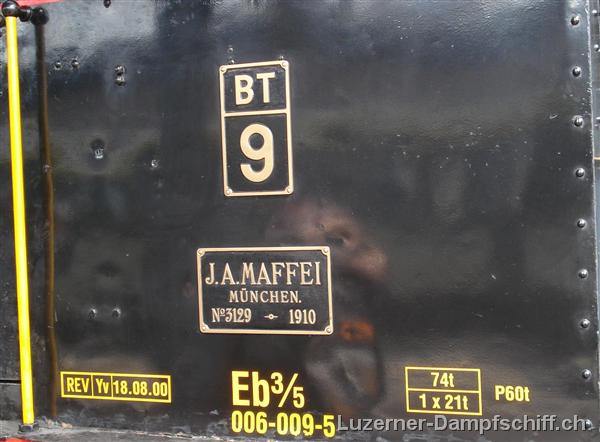 BT
9
J.A.MAFFEI
MÜNCHEN.
Nº3129 - 1910
REV Yv 18.08.00
Eb³/5
006-009-5
74t
1 x 21t
P60t
Luzerner-Dampfschiff.ch